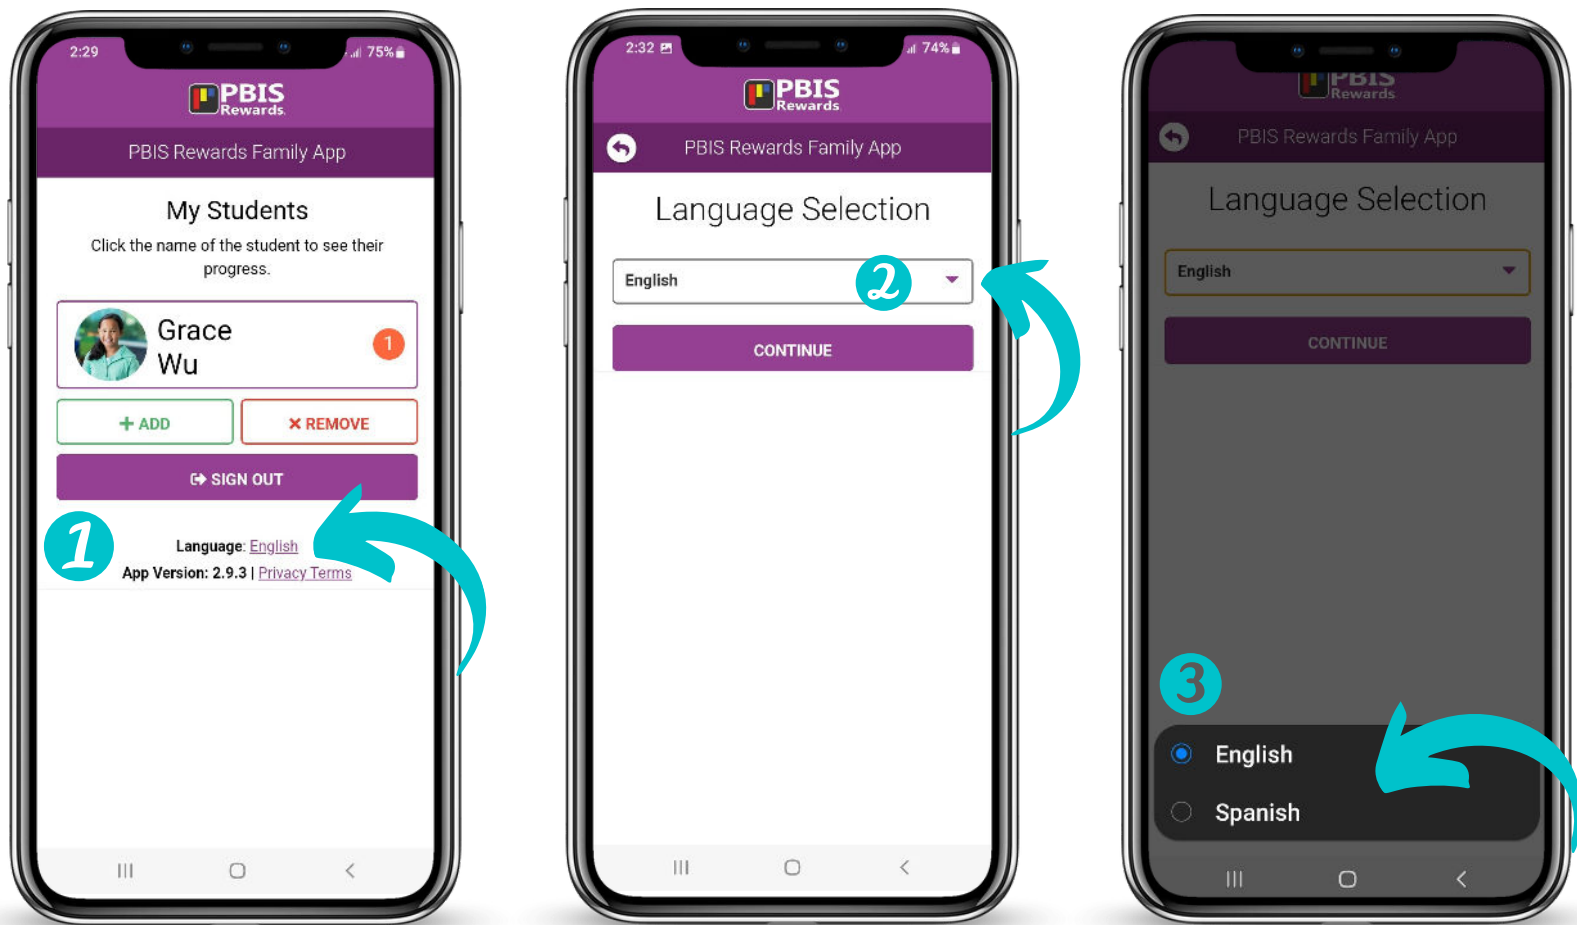 2:29
75%
PBIS
Rewards
PBIS Rewards Family App
My Students
Click the name of the student to see their
progress.
Grace
Wu
1
+ ADD
× REMOVE
SIGN OUT
1
Language: English
App Version: 2.9.3 | Privacy Terms
2:32
74%
PBIS
Rewards
PBIS Rewards Family App
Language Selection
English
2
CONTINUE
PBIS
Rewards
PBIS Rewards Family App
Language Selection
English
CONTINUE
3
English
Spanish